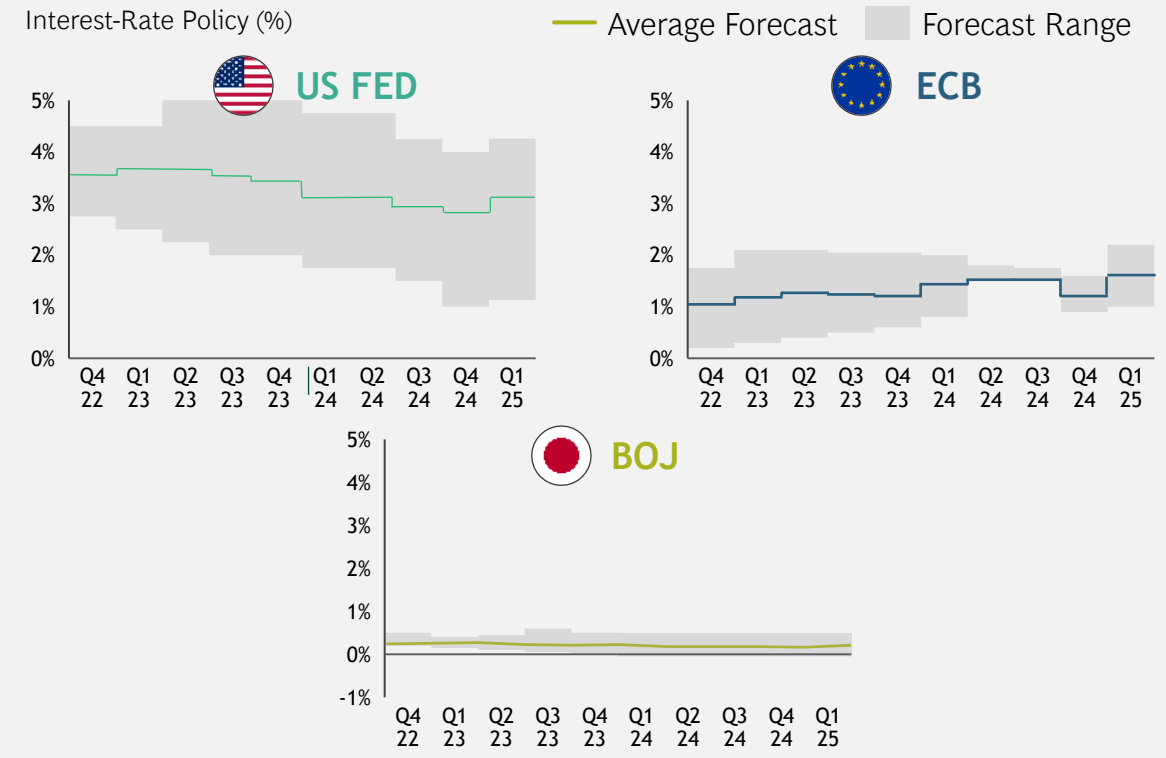 Interest-Rate Policy (%)
Average Forecast
Forecast Range
US FED
5%
4%
3%
2%
1%
0%
Q4 Q1 Q2 Q3 Q4 Q1 Q2 Q3 Q4 Q1
22 23 23 23 23 24 24 24 24 25
ECB
5%
4%
3%
2%
1%
0%
Q4 Q1 Q2 Q3 Q4 Q1 Q2 Q3 Q4 Q1
22 23 23 23 23 24 24 24 24 25
BOJ
5%
4%
3%
2%
1%
0%
-1%
Q4 Q1 Q2 Q3 Q4 Q1 Q2 Q3 Q4 Q1
22 23 23 23 23 24 24 24 24 25